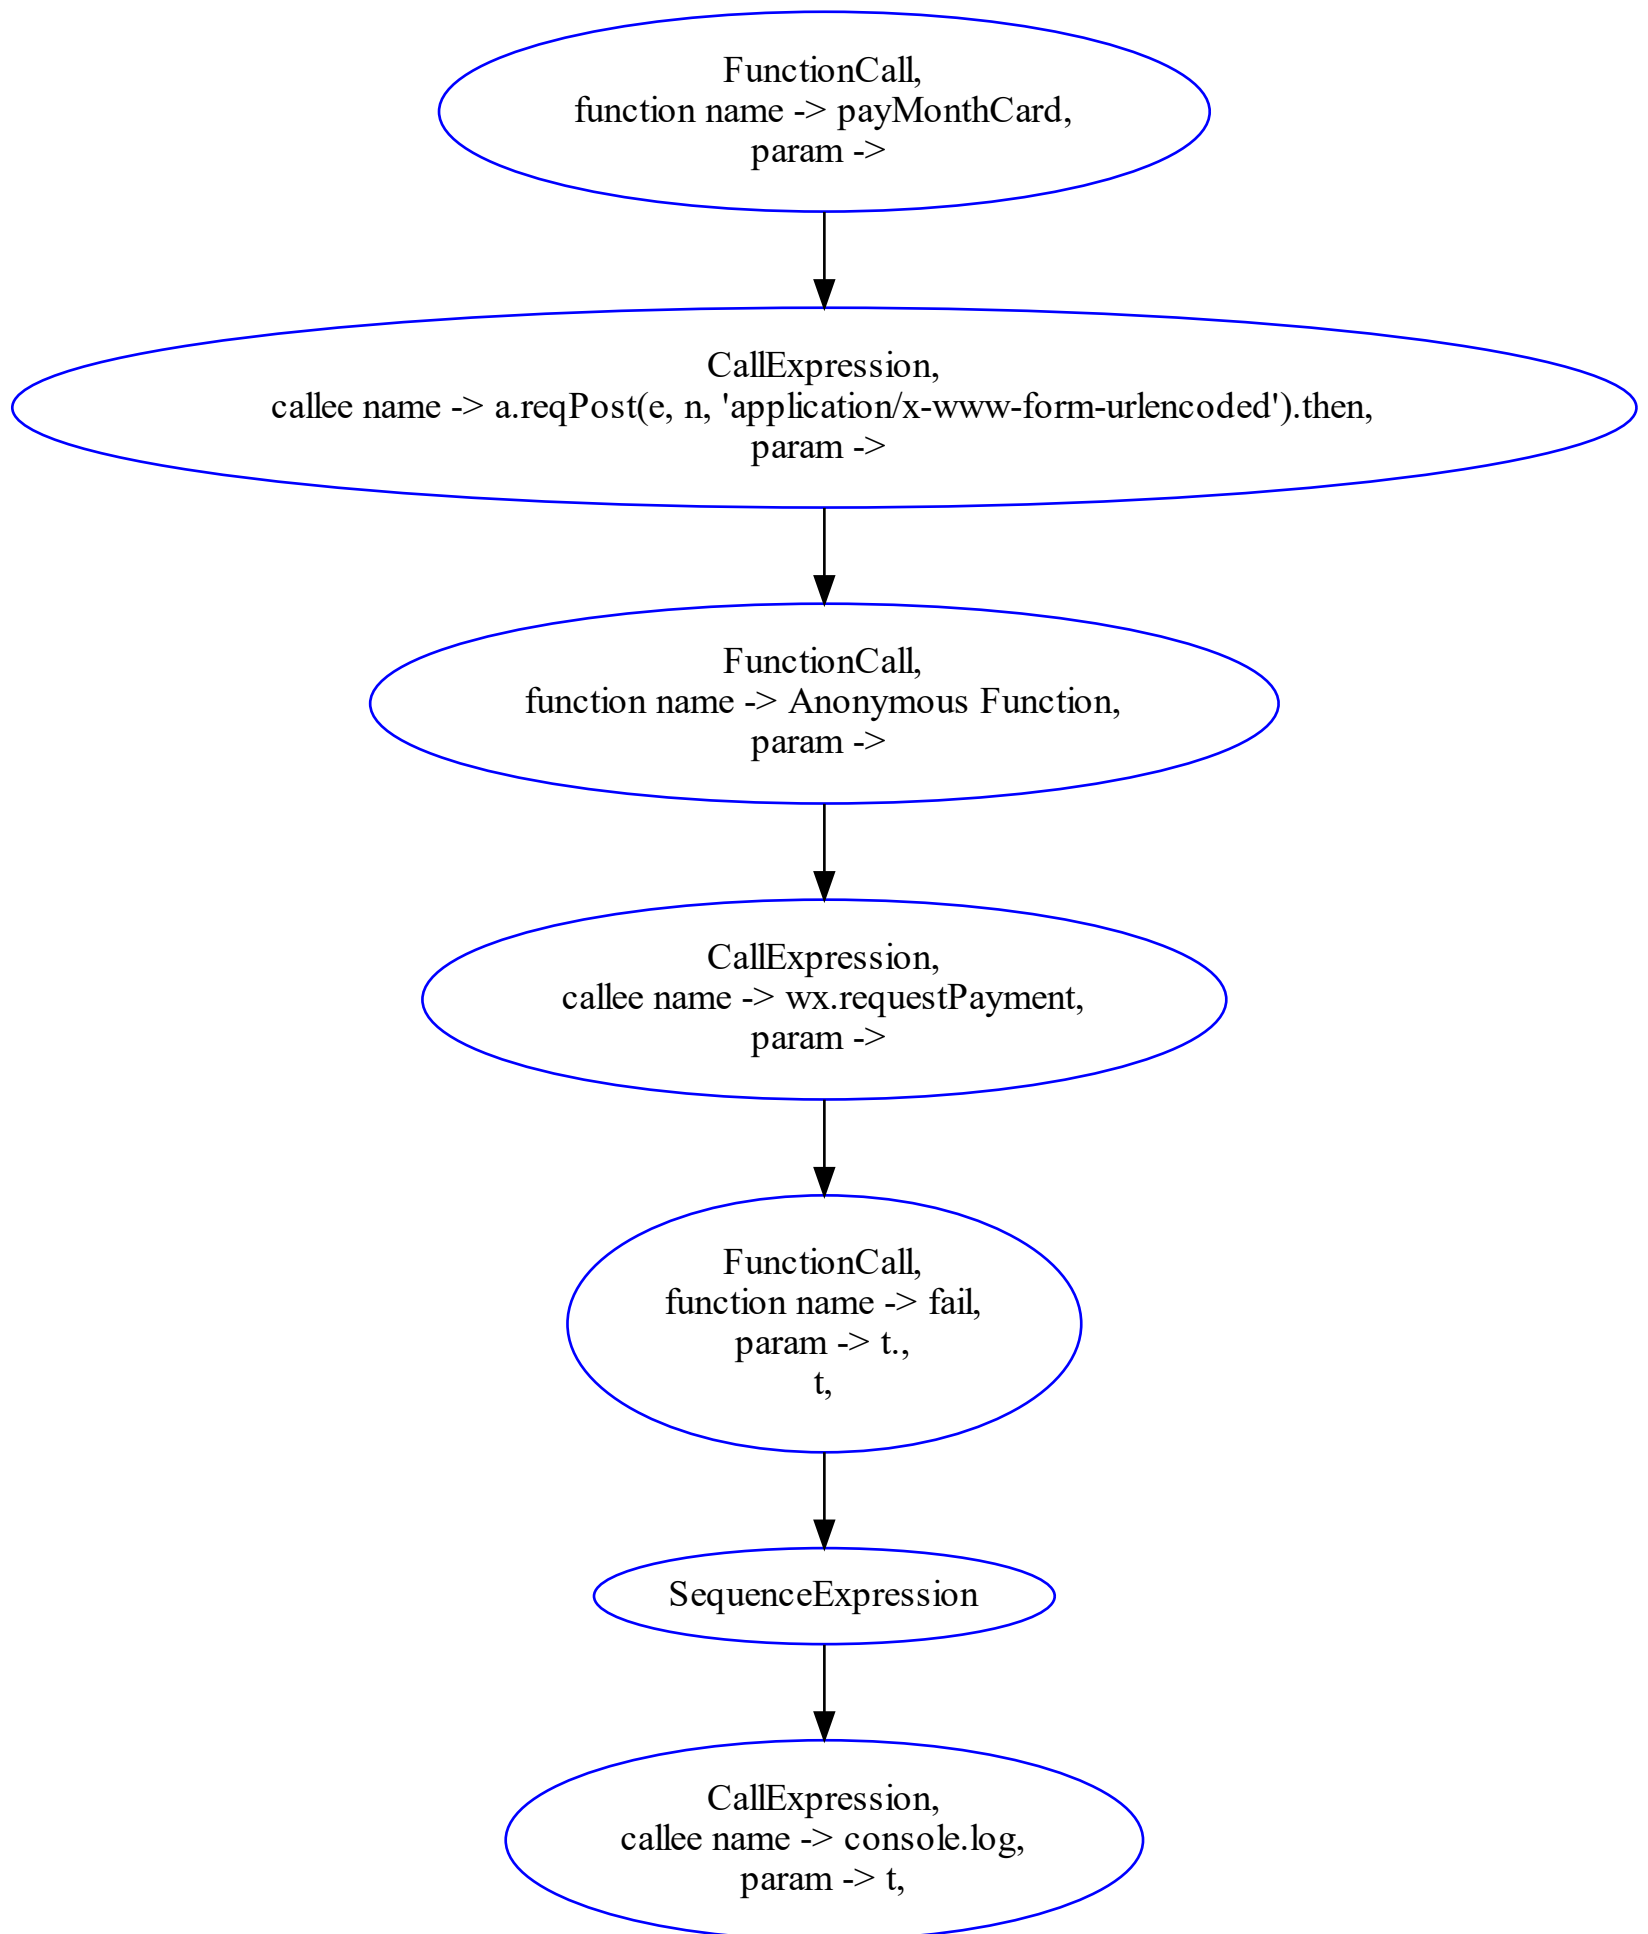 FunctionCall,
function name -> payMonthCard,
param ->
CallExpression,
callee name -> a.reqPost(e, n, 'application/x-www-form-urlencoded').then,
param ->
FunctionCall,
function name -> Anonymous Function,
param ->
CallExpression,
callee name -> wx.requestPayment,
param ->
FunctionCall,
function name -> fail,
param -> t.,
t,
SequenceExpression
CallExpression,
callee name -> console.log,
param -> t,